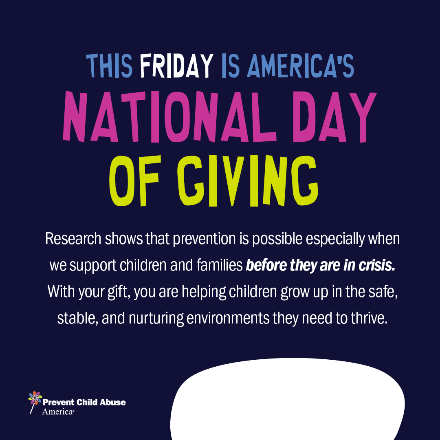 THIS FRIDAY IS AMERICA'S
NATIONAL DAY
OF GIVING
Research shows that prevention is possible especially when
we support children and families before they are in crisis.
With your gift, you are helping children grow up in the safe,
stable, and nurturing environments they need to thrive.
Prevent Child Abuse
America®